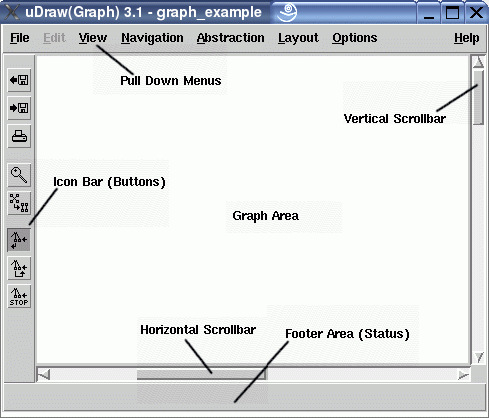 uDraw(Graph) 3.1 - graph_example
File Edit View Navigation Abstraction Layout Options Help
Pull Down Menus
Vertical Scrollbar
Icon Bar (Buttons)
Graph Area
STOP
Horizontal Scrollbar
Footer Area (Status)